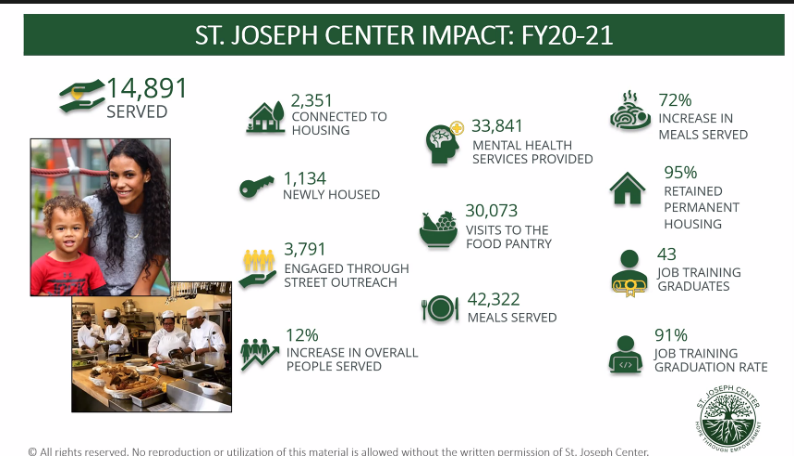 ST. JOSEPH CENTER IMPACT: FY20-21
14,891
SERVED
2,351
CONNECTED TO
HOUSING
1,134
NEWLY HOUSED
3,791
ENGAGED THROUGH
STREET OUTREACH
12%
INCREASE IN OVERALL
PEOPLE SERVED
33,841
MENTAL HEALTH
SERVICES PROVIDED
30,073
VISITS TO THE
FOOD PANTRY
42,322
MEALS SERVED
72%
INCREASE IN
MEALS SERVED
95%
RETAINED
PERMANENT
HOUSING
43
JOB TRAINING
GRADUATES
</>
91%
JOB TRAINING
GRADUATION RATE
ST. JOSEPH CENTER
HOPE THROUGH EMPOWERMENT
© All rights reserved. No reproduction or utilization of this material is allowed without the written permission of St. Joseph Center.